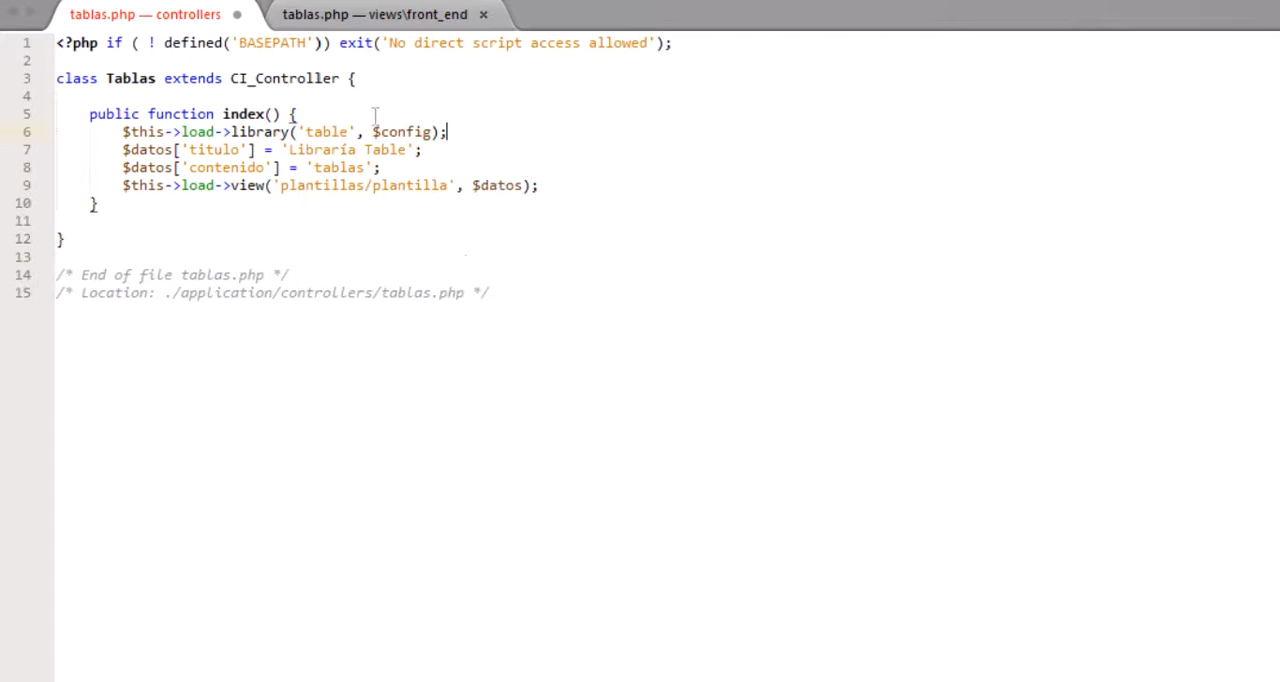 tablas.php — controllers
tablas.php — views\front_end ×
1 <?php if ( ! defined('BASEPATH')) exit('No direct script access allowed');
2
3 class Tablas extends CI_Controller {
4
5     public function index() {
6         $this->load->library('table', $config);
7         $datos['titulo'] = 'Libraría Table';
8         $datos['contenido'] = 'tablas';
9         $this->load->view('plantillas/plantilla', $datos);
10     }
11
12 }
13
14 /* End of file tablas.php */
15 /* Location: ./application/controllers/tablas.php */